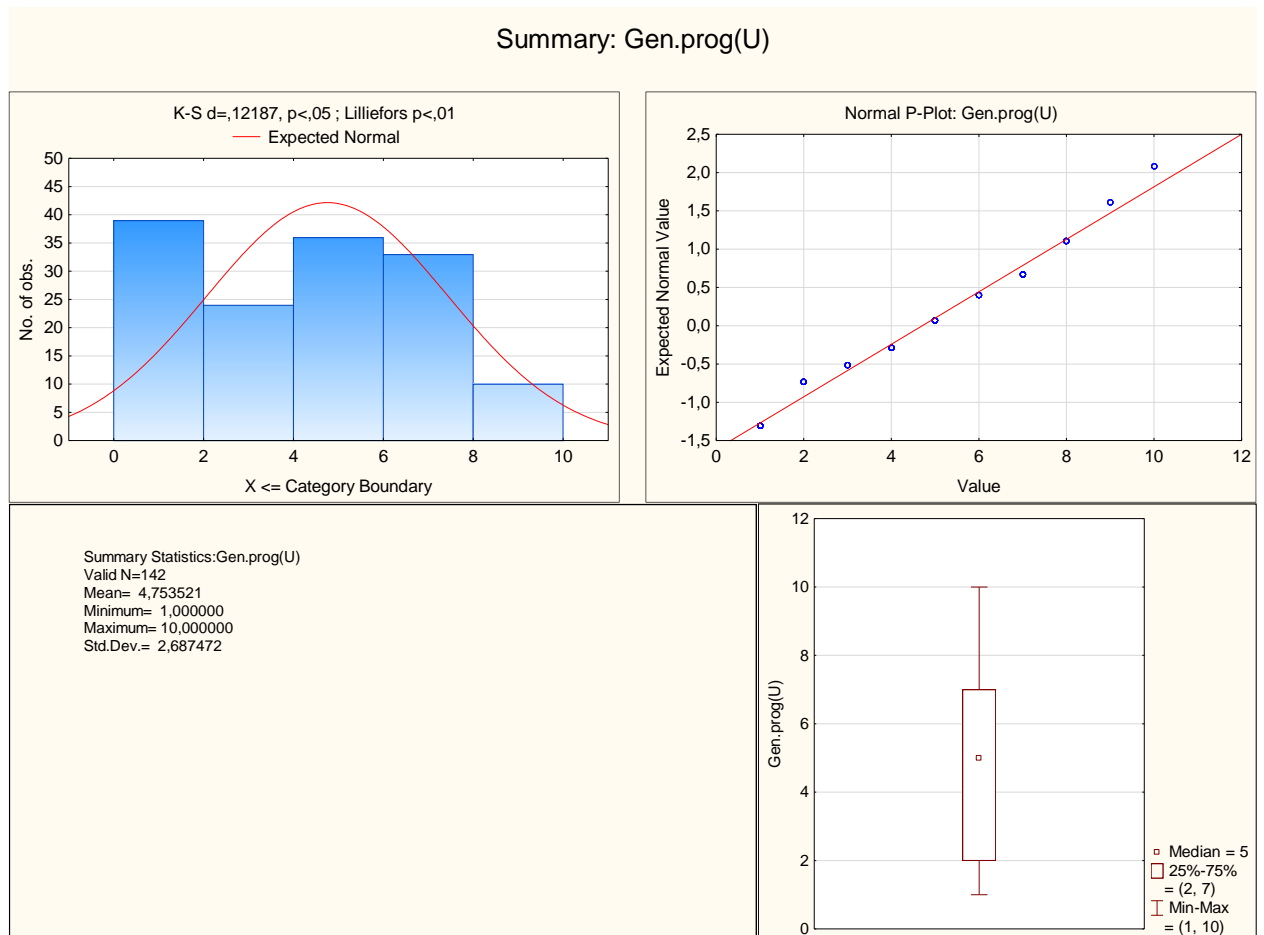 Summary: Gen.prog(U)
K-S d=,12187, p<,05 ; Lilliefors p<,01
Expected Normal
50
45
40
35
30
25
20
15
10
5
0
No. of obs.
0 2 4 6 8 10
X <= Category Boundary
Normal P-Plot: Gen.prog(U)
2,5
2,0
1,5
1,0
0,5
0,0
-0,5
-1,0
-1,5
Expected Normal Value
0 2 4 6 8 10 12
Value
Summary Statistics:Gen.prog(U)
Valid N=142
Mean= 4,753521
Minimum= 1,000000
Maximum= 10,000000
Std.Dev.= 2,687472
12
10
8
6
4
2
0
Gen.prog(U)
Median = 5
25%-75%
= (2, 7)
Min-Max
= (1, 10)